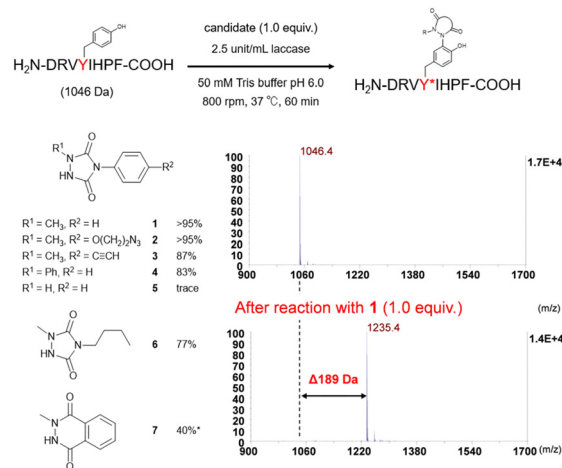 OH
H₂N-DRVYIHPF-COOH
(1046 Da)
candidate (1.0 equiv.)
2.5 unit/mL laccase
50 mM Tris buffer pH 6.0
800 rpm, 37 ℃, 60 min
O
O
N
R-N
OH
H₂N-DRVY*IHPF-COOH
R¹
O
N
HN
N
O
R²
R¹ = CH₃, R² = H 1 >95%
R¹ = CH₃, R² = O(CH₂)₂N₃ 2 >95%
R¹ = CH₃, R² = C≡CH 3 87%
R¹ = Ph, R² = H 4 83%
R¹ = H, R² = H 5 trace
O
N
HN
N
O
6 77%
O
N
HN
O
7 40%*
1046.4
1.7E+4
100
90
80
70
60
50
40
30
20
10
0
900 1060 1220 1380 1540 1700
After reaction with 1 (1.0 equiv.)
(m/z)
1235.4
1.4E+4
100
90
80
70
60
50
40
30
20
10
0
Δ189 Da
900 1060 1220 1380 1540 1700
(m/z)